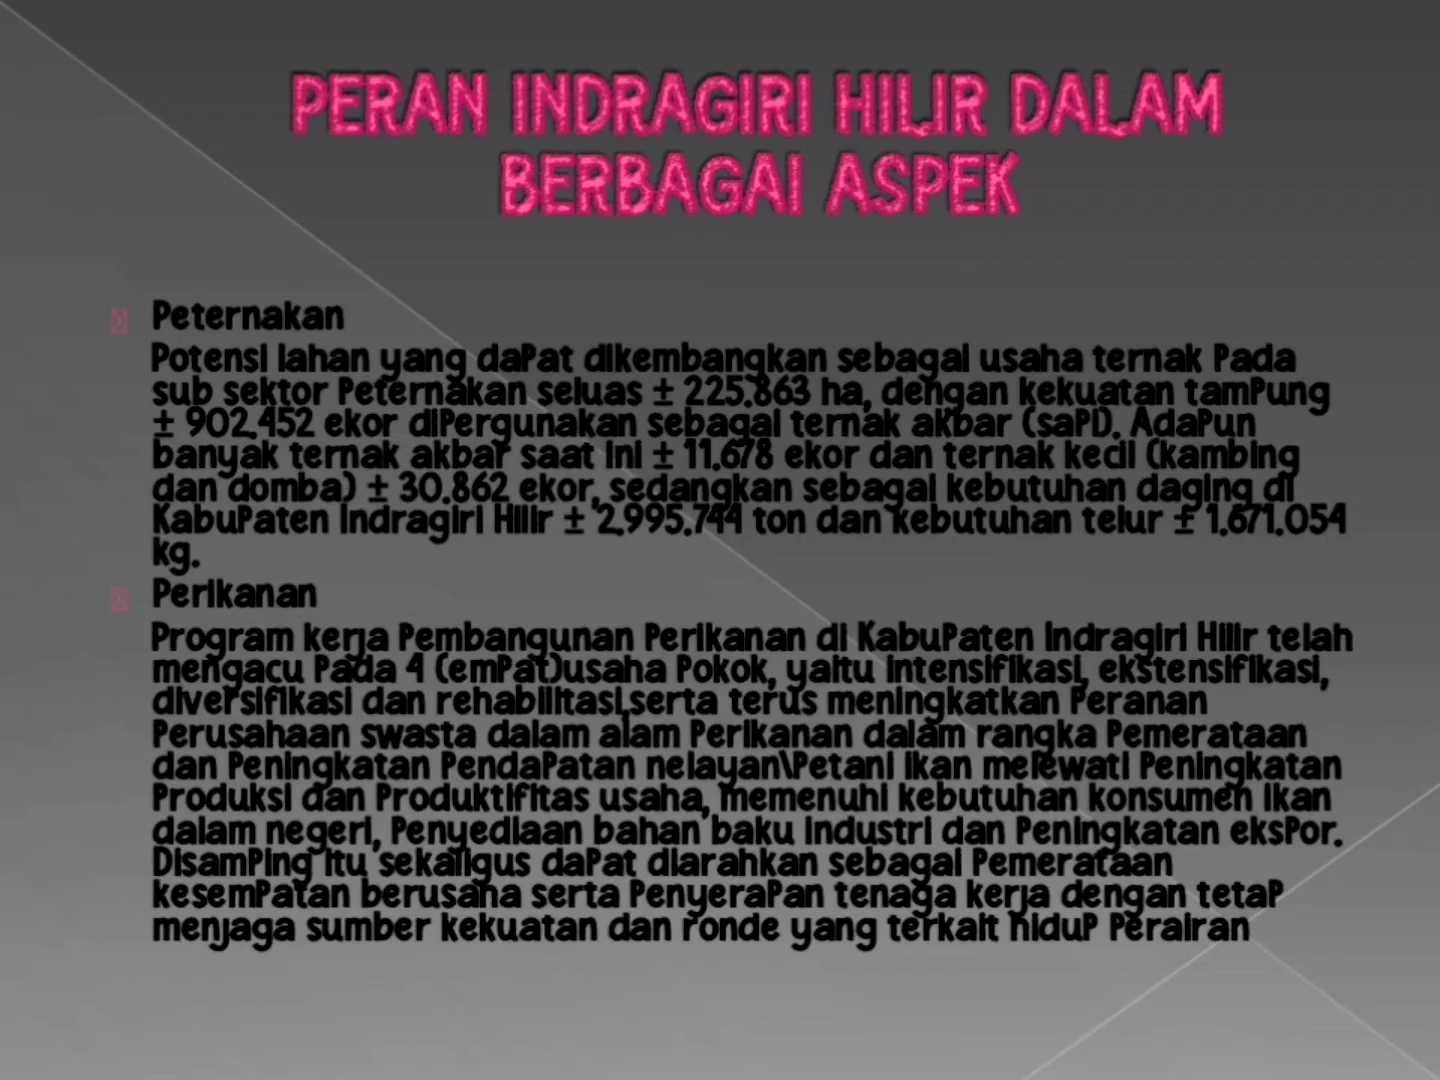 PERAN INDRAGIRI HILIR DALAM
BERBAGAI ASPEK
Peternakan
Potensi lahan yang dapat dikembangkan sebagai usaha ternak pada
sub sektor peternakan seluas ± 225.863 ha, dengan kekuatan tampung
± 902.452 ekor dipergunakan sebagai ternak akbar (sapi). Adapun
banyak ternak akbar saat ini ± 11.678 ekor dan ternak kecil (kambing
dan domba) ± 30.862 ekor, sedangkan sebagai kebutuhan daging di
Kabupaten Indragiri Hilir ± 2.995.744 ton dan kebutuhan telur ± 1.671.054
kg.
Perikanan
Program kerja pembangunan perikanan di Kabupaten Indragiri Hilir telah
mengacu pada 4 (empat)usaha pokok, yaitu intensifikasi, ekstensifikasi,
diversifikasi dan rehabilitasi,serta terus meningkatkan peranan
perusahaan swasta dalam alam perikanan dalam rangka pemerataan
dan peningkatan pendapatan nelayan\petani ikan melewati peningkatan
produksi dan produktifitas usaha, memenuhi kebutuhan konsumen ikan
dalam negeri, penyediaan bahan baku industri dan peningkatan ekspor.
Disamping itu sekaligus dapat diarahkan sebagai pemerataan
kesempatan berusaha serta penyerapan tenaga kerja dengan tetap
menjaga sumber kekuatan dan ronde yang terkait hidup perairan